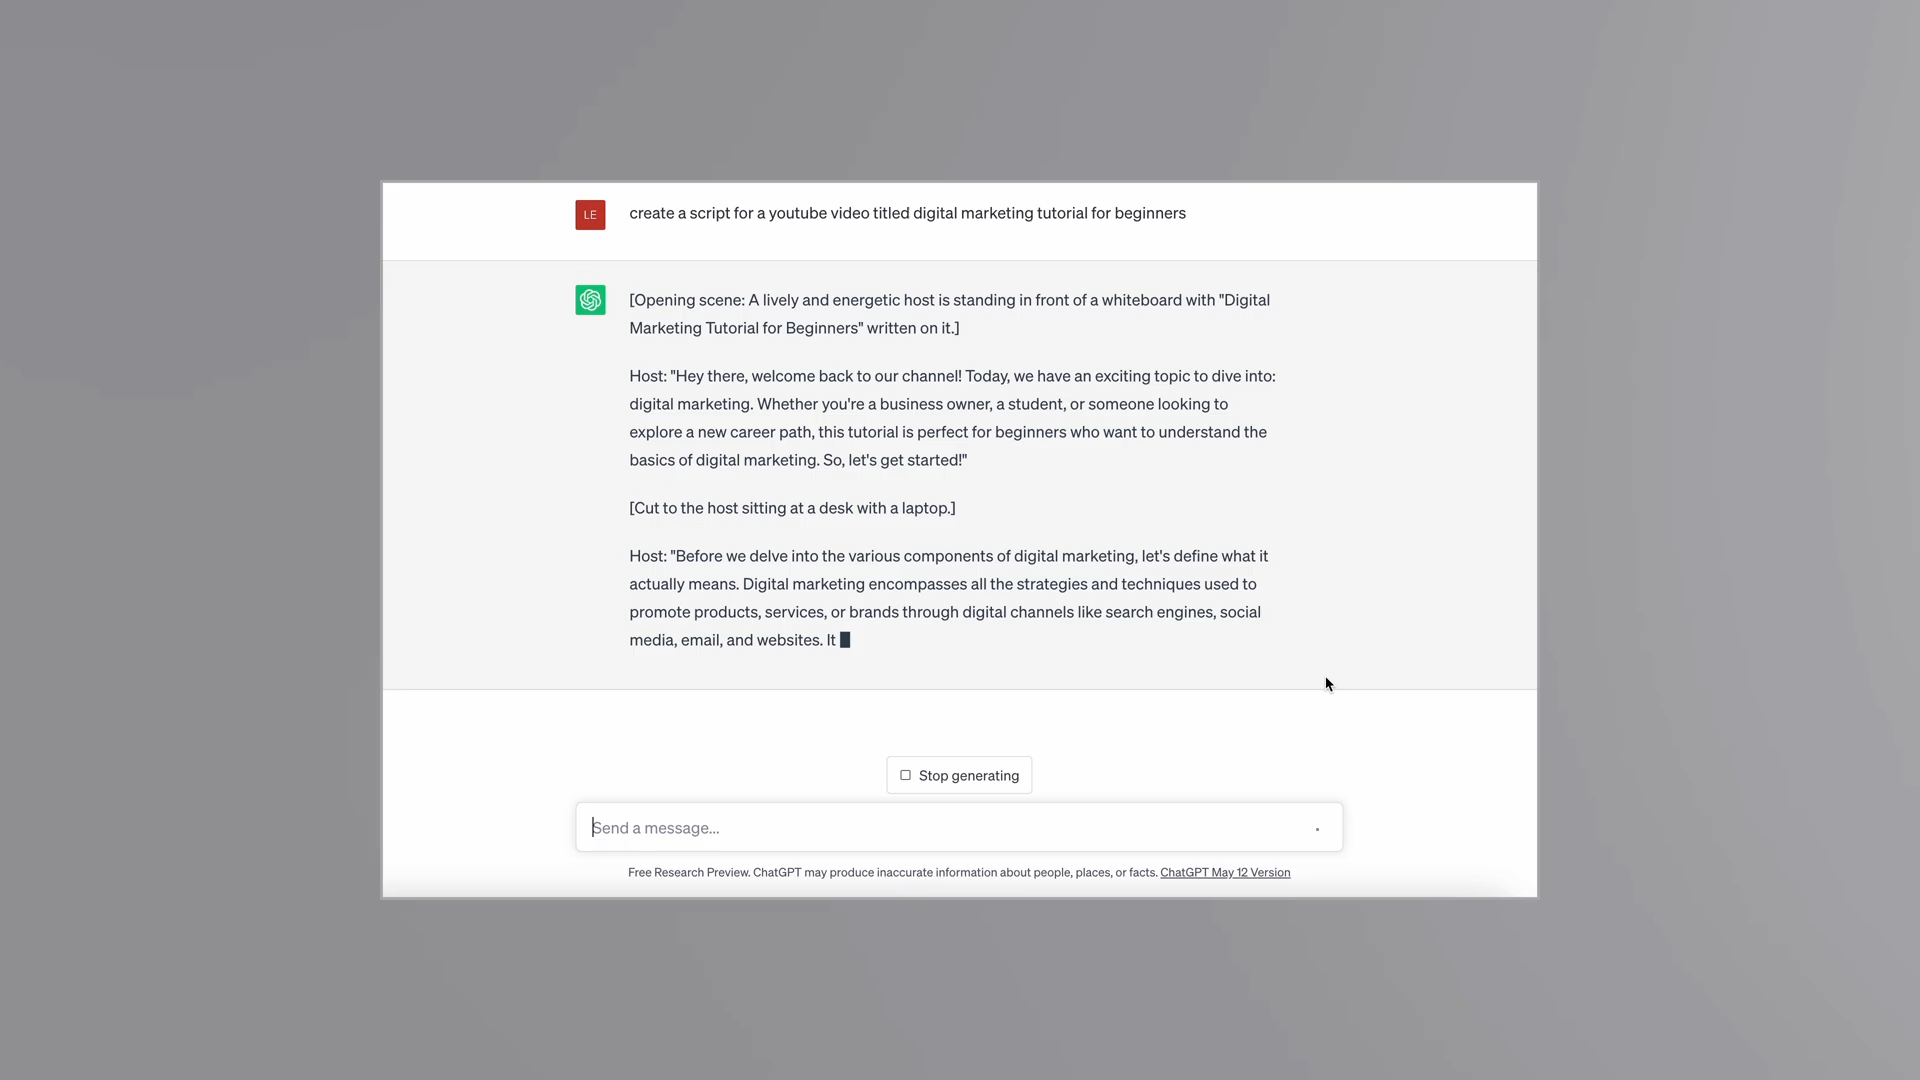 LE
create a script for a youtube video titled digital marketing tutorial for beginners
[Opening scene: A lively and energetic host is standing in front of a whiteboard with "Digital
Marketing Tutorial for Beginners" written on it.]
Host: "Hey there, welcome back to our channel! Today, we have an exciting topic to dive into:
digital marketing. Whether you're a business owner, a student, or someone looking to
explore a new career path, this tutorial is perfect for beginners who want to understand the
basics of digital marketing. So, let's get started!"
[Cut to the host sitting at a desk with a laptop.]
Host: "Before we delve into the various components of digital marketing, let's define what it
actually means. Digital marketing encompasses all the strategies and techniques used to
promote products, services, or brands through digital channels like search engines, social
media, email, and websites. It
Stop generating
Send a message...
Free Research Preview. ChatGPT may produce inaccurate information about people, places, or facts. ChatGPT May 12 Version